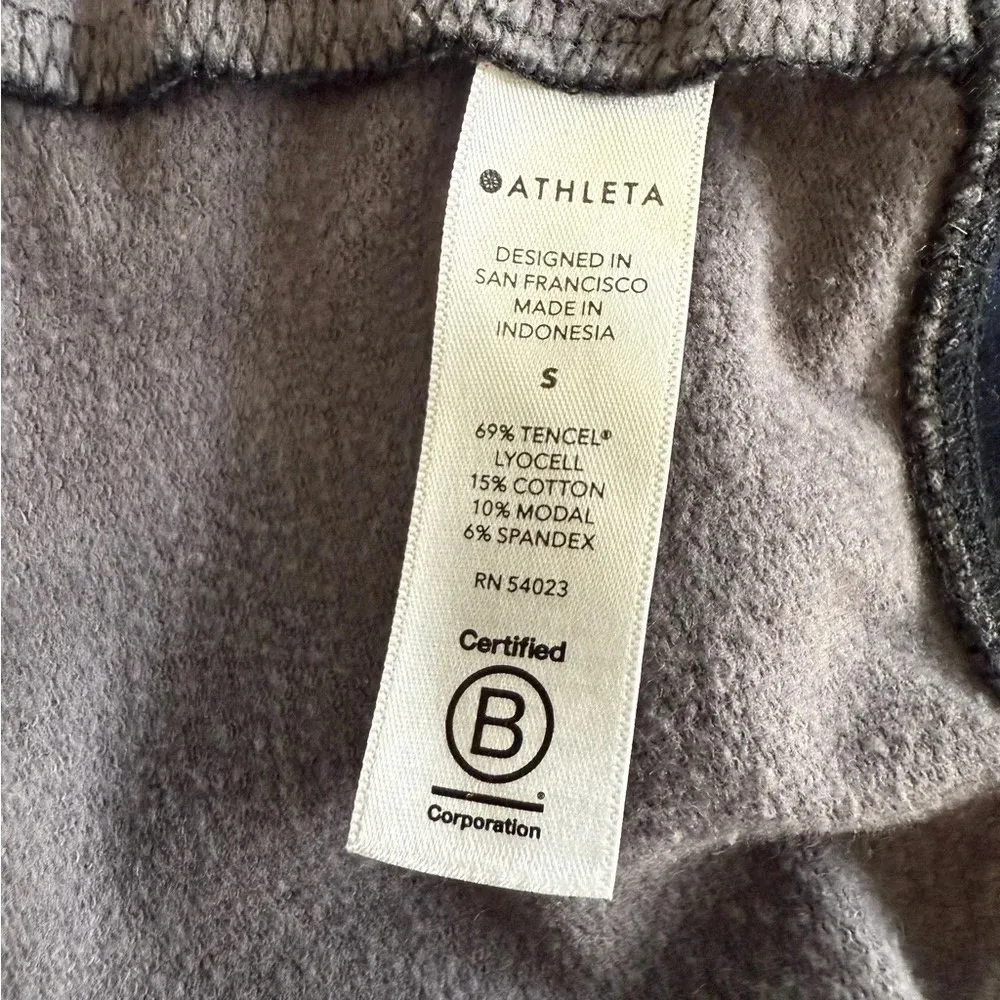 ATHLETA
DESIGNED IN
SAN FRANCISCO
MADE IN
INDONESIA
S
69% TENCEL®
LYOCELL
15% COTTON
10% MODAL
6% SPANDEX
RN 54023
Certified
B
®
Corporation